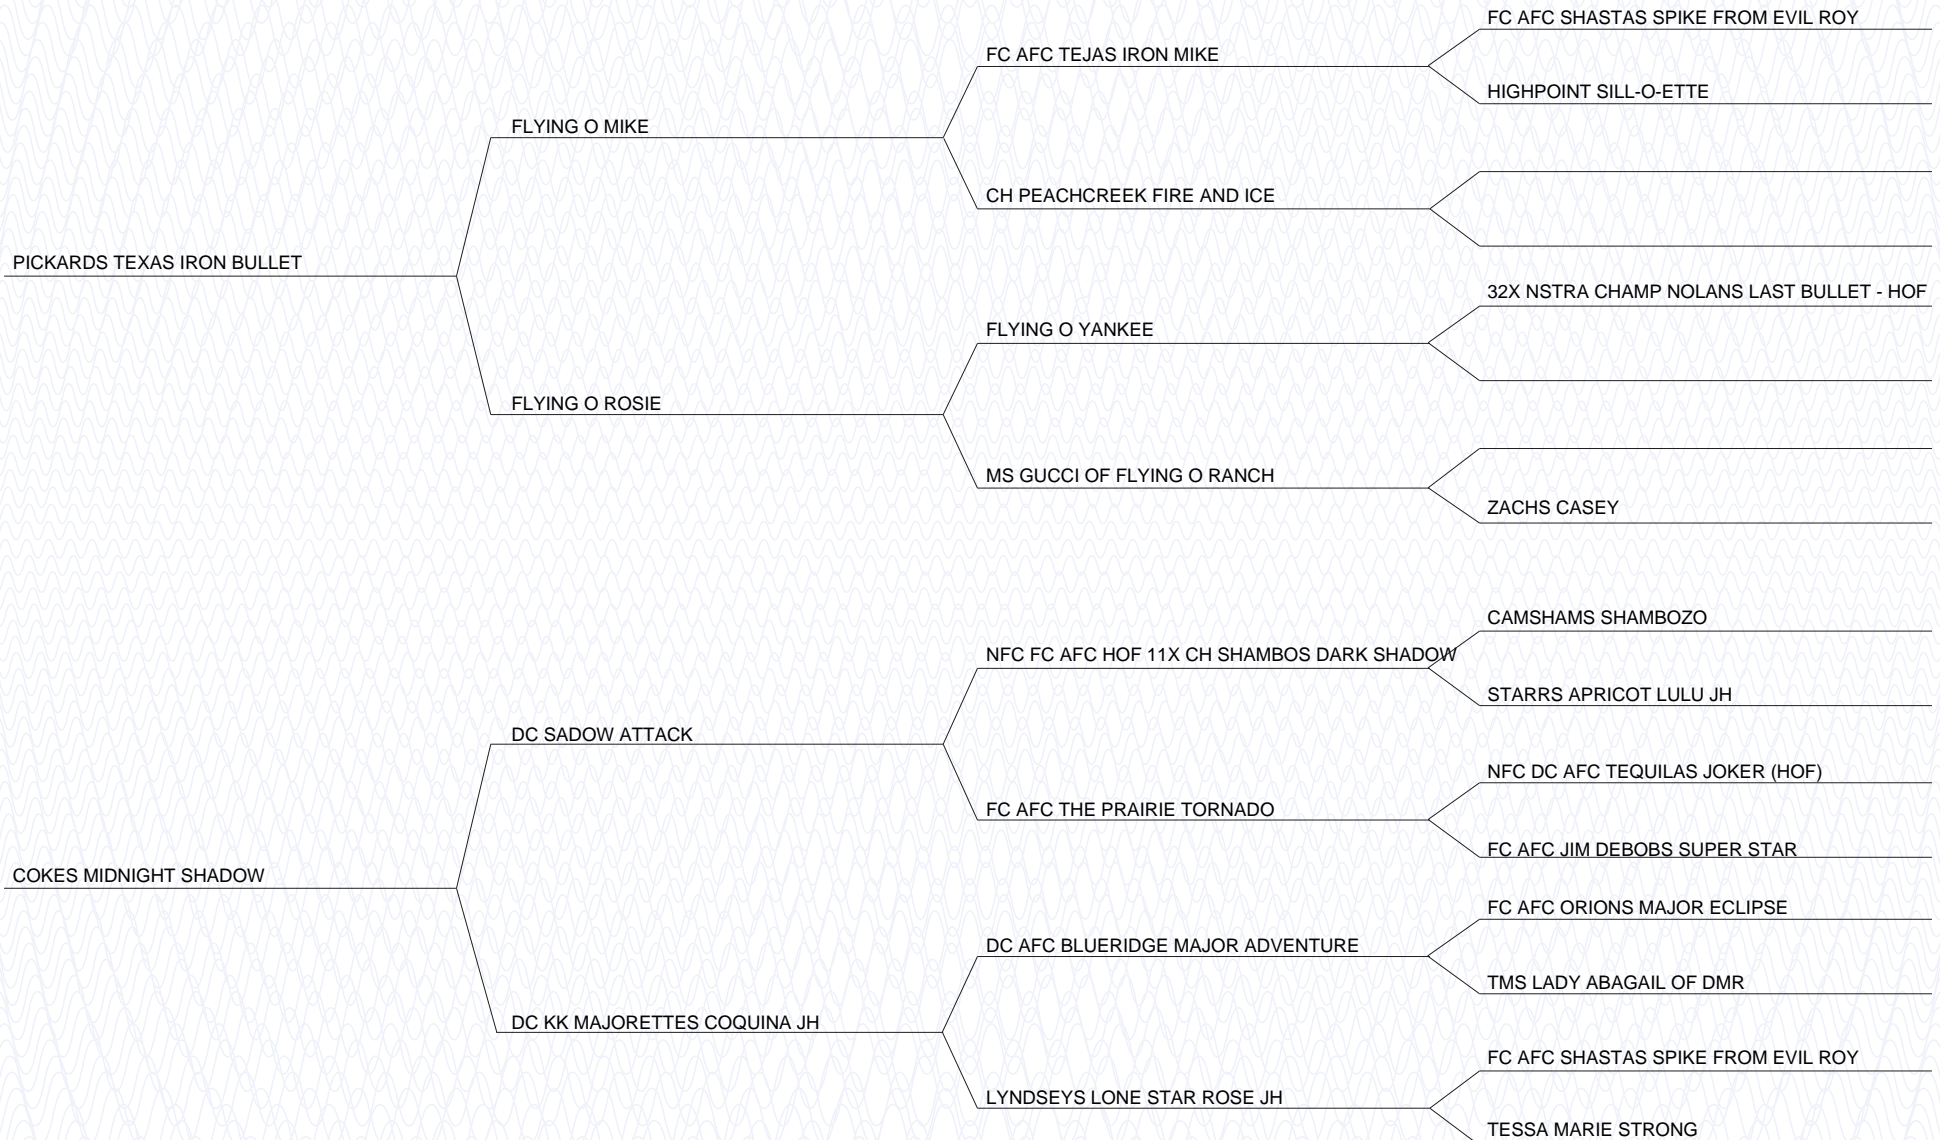 FC AFC SHASTAS SPIKE FROM EVIL ROY
FC AFC TEJAS IRON MIKE
HIGHPOINT SILL-O-ETTE
FLYING O MIKE
CH PEACHCREEK FIRE AND ICE
PICKARDS TEXAS IRON BULLET
32X NSTRA CHAMP NOLANS LAST BULLET - HOF
FLYING O YANKEE
FLYING O ROSIE
MS GUCCI OF FLYING O RANCH
ZACHS CASEY
CAMSHAMS SHAMBOZO
NFC FC AFC HOF 11X CH SHAMBOS DARK SHADOW
STARRS APRICOT LULU JH
DC SADOW ATTACK
NFC DC AFC TEQUILAS JOKER (HOF)
FC AFC THE PRAIRIE TORNADO
FC AFC JIM DEBOBS SUPER STAR
COKES MIDNIGHT SHADOW
FC AFC ORIONS MAJOR ECLIPSE
DC AFC BLUERIDGE MAJOR ADVENTURE
TMS LADY ABAGAIL OF DMR
DC KK MAJORETTES COQUINA JH
FC AFC SHASTAS SPIKE FROM EVIL ROY
LYNDSEYS LONE STAR ROSE JH
TESSA MARIE STRONG